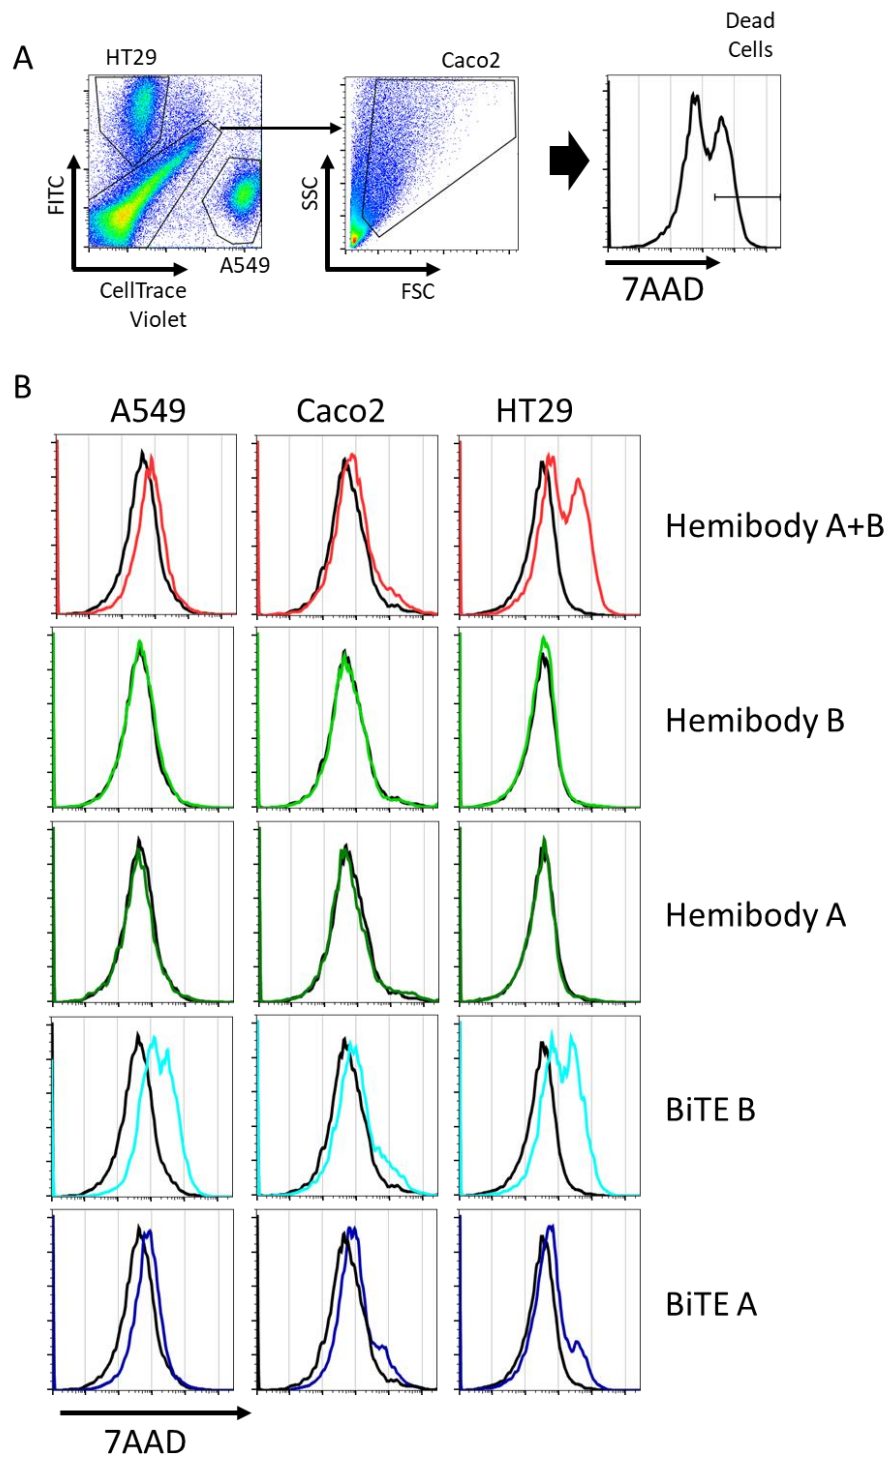 A
HT29
Caco2
Dead
Cells
FITC
SSC
A549
CellTrace
Violet
FSC
7AAD
B
A549
Caco2
HT29
Hemibody A+B
Hemibody B
Hemibody A
BiTE B
BiTE A
7AAD